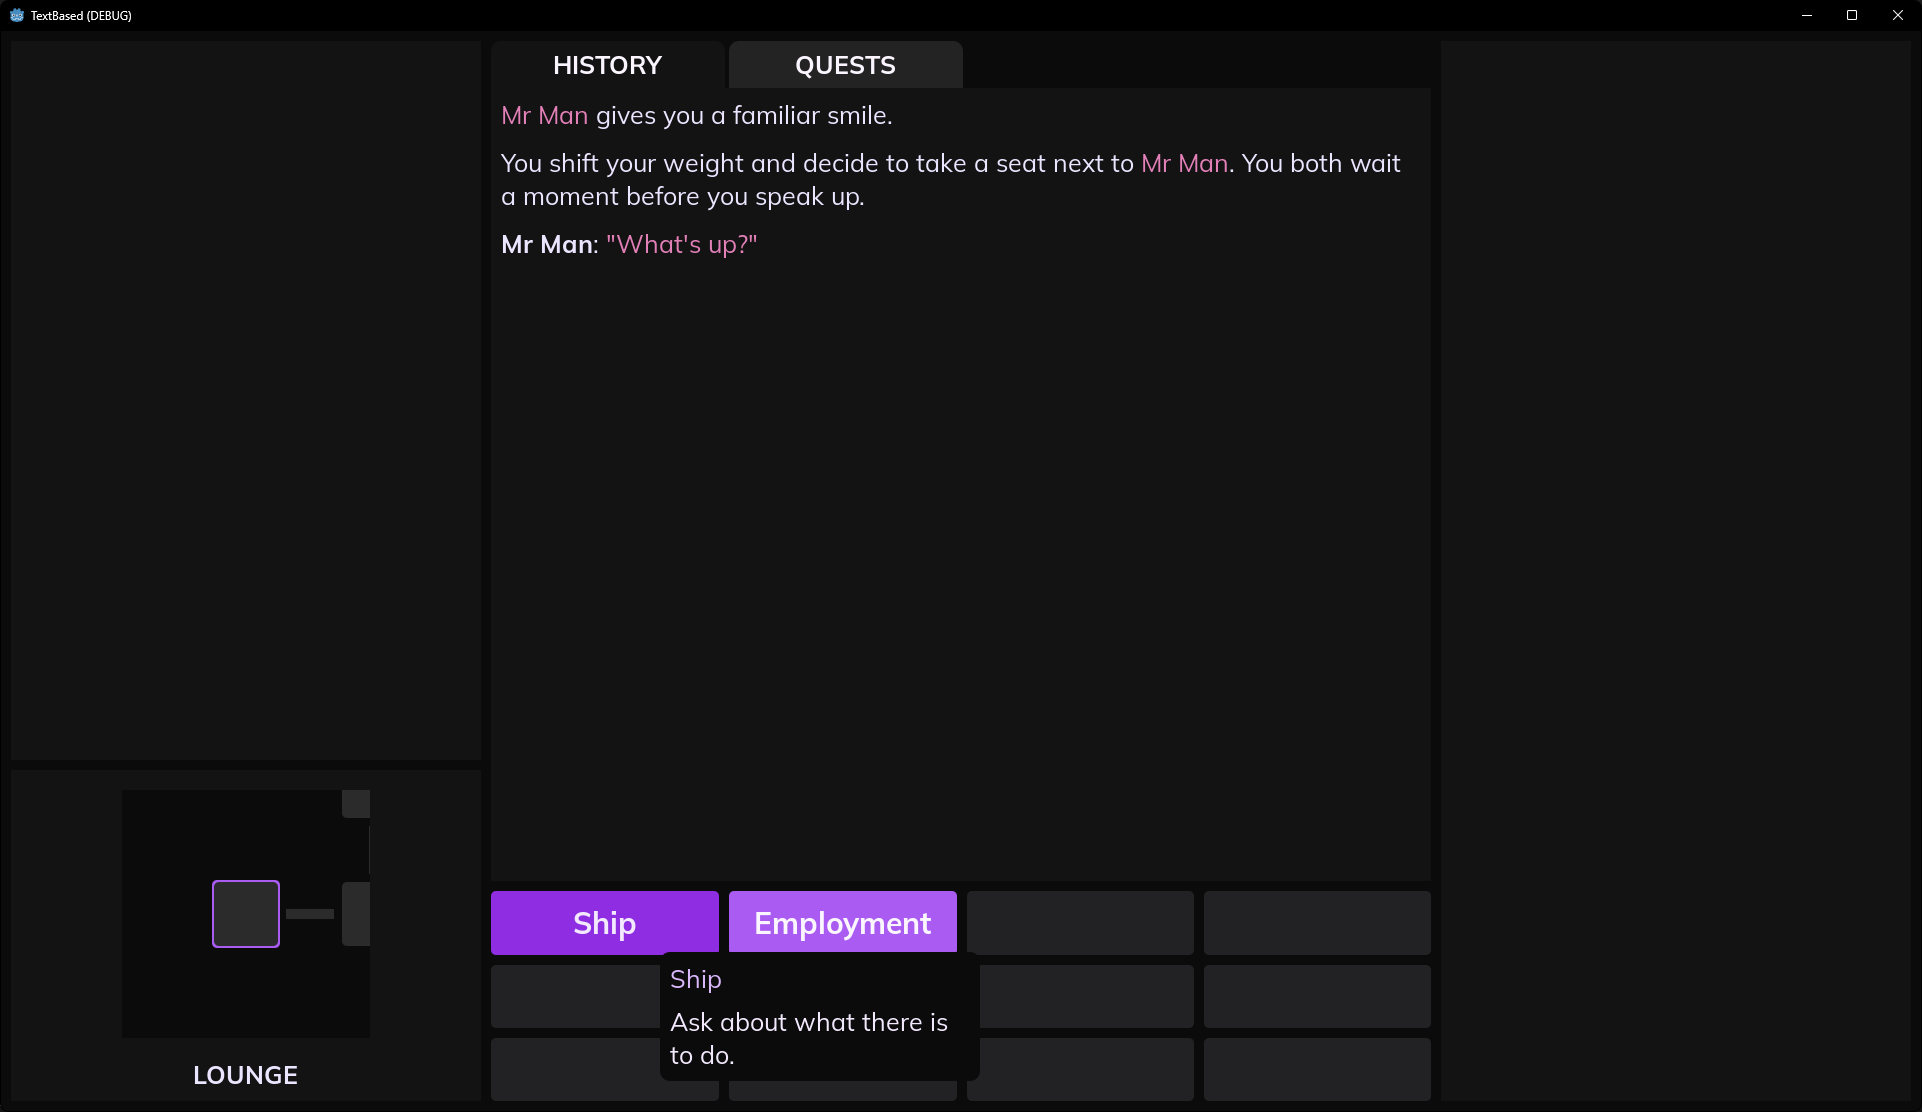 TextBased (DEBUG)
HISTORY
QUESTS
Mr Man gives you a familiar smile.
You shift your weight and decide to take a seat next to Mr Man. You both wait
a moment before you speak up.
Mr Man: "What's up?"
Ship
Employment
Ship
Ask about what there is
to do.
LOUNGE